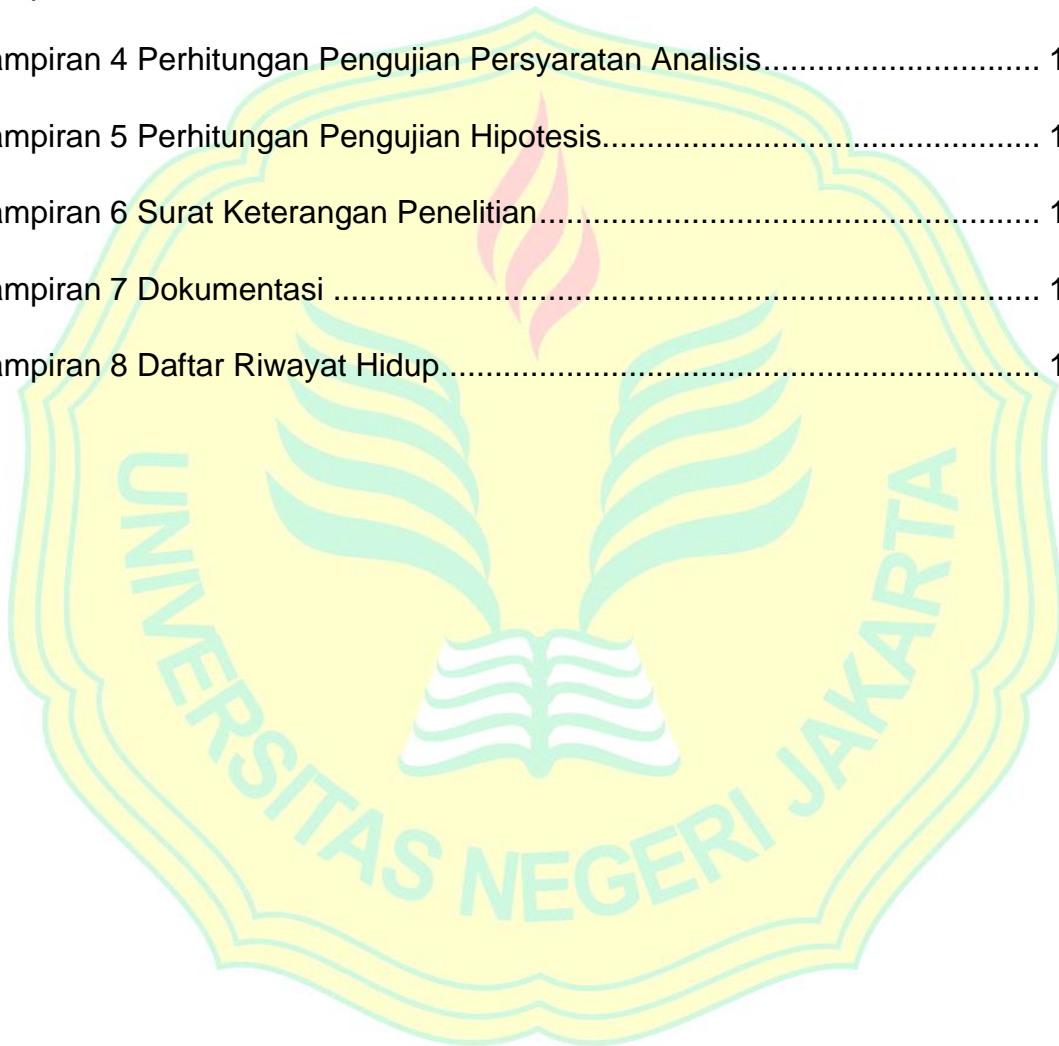 ampiran 4 Perhitungan Pengujian Persyaratan Analisis............................... 1
ampiran 5 Perhitungan Pengujian Hipotesis................................................. 1
ampiran 6 Surat Keterangan Penelitian........................................................ 1
ampiran 7 Dokumentasi ............................................................................... 1
ampiran 8 Daftar Riwayat Hidup................................................................... 1
UNIVERSITAS NEGERI JAKARTA